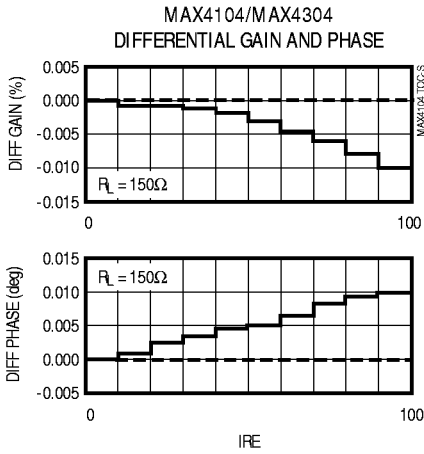 MAX4104/MAX4304
DIFFERENTIAL GAIN AND PHASE
MAX4104 TOC-S
DIFF GAIN (%)
0.005
0.000
-0.005
-0.010
-0.015
RL = 150Ω
0 100
DIFF PHASE (deg)
0.015
0.010
0.005
0.000
-0.005
RL = 150Ω
0 100
IRE